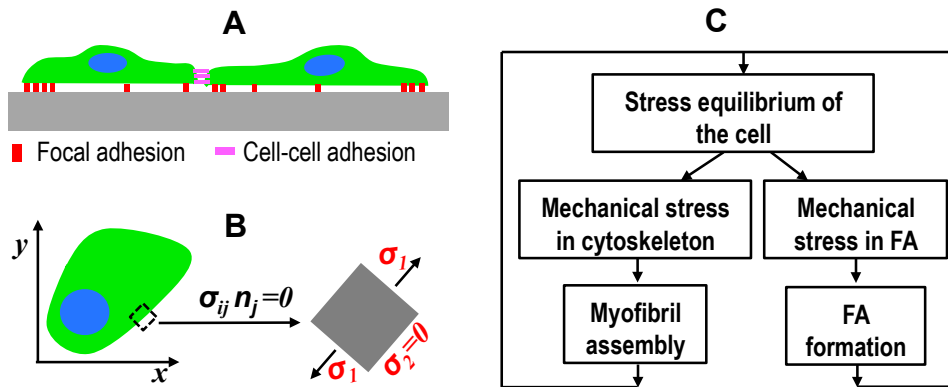 A
Focal adhesion
Cell-cell adhesion
B
y
x
σij nj=0
σ1
σ1
σ2=0
C
Stress equilibrium of
the cell
Mechanical stress
in cytoskeleton
Mechanical
stress in FA
Myofibril
assembly
FA
formation